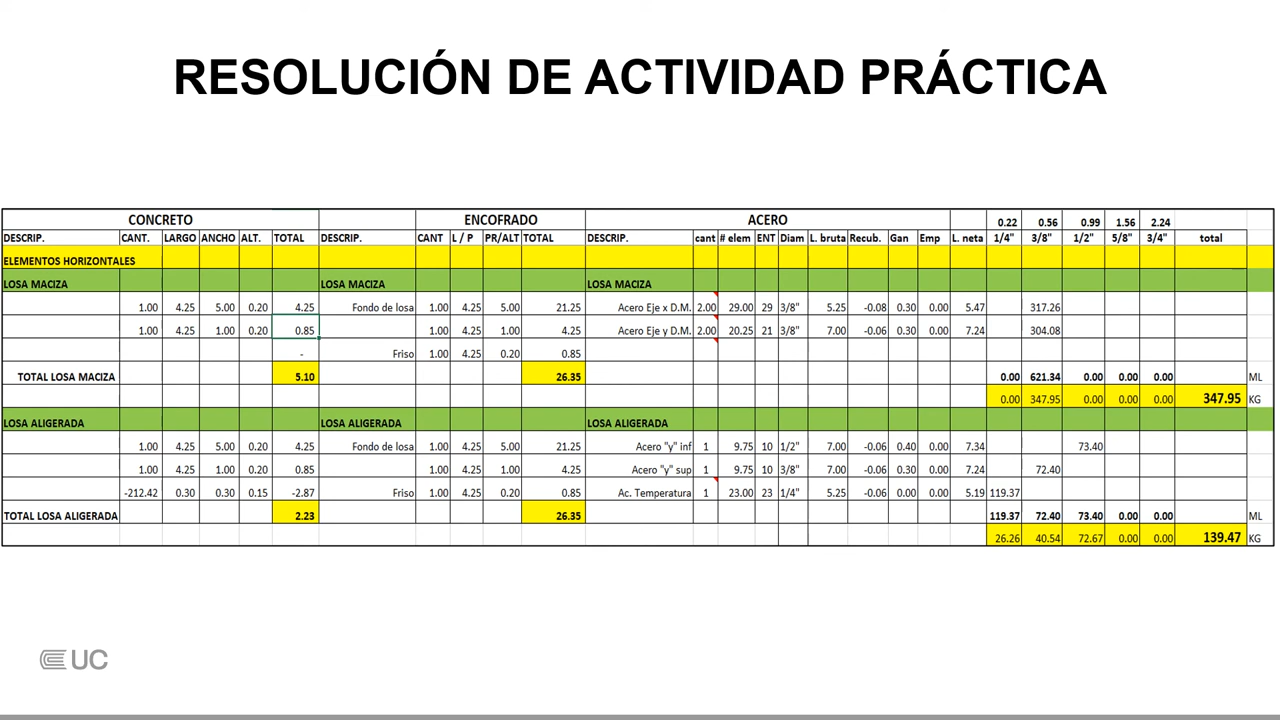 RESOLUCIÓN DE ACTIVIDAD PRÁCTICA
CONCRETO ENCOFRADO ACERO 0.22 0.56 0.99 1.56 2.24
DESCRIP. CANT. LARGO ANCHO ALT. TOTAL DESCRIP. CANT L / P PR/ALT TOTAL DESCRIP. cant # elem ENT Diam L. bruta Recub. Gan Emp L. neta 1/4" 3/8" 1/2" 5/8" 3/4" total
ELEMENTOS HORIZONTALES
LOSA MACIZA LOSA MACIZA LOSA MACIZA
1.00 4.25 5.00 0.20 4.25 Fondo de losa 1.00 4.25 5.00 21.25 Acero Eje x D.M. 2.00 29.00 29 3/8" 5.25 -0.08 0.30 0.00 5.47 317.26
1.00 4.25 1.00 0.20 0.85 1.00 4.25 1.00 4.25 Acero Eje y D.M. 2.00 20.25 21 3/8" 7.00 -0.06 0.30 0.00 7.24 304.08
- Friso 1.00 4.25 0.20 0.85
TOTAL LOSA MACIZA 5.10 26.35 0.00 621.34 0.00 0.00 0.00 ML
0.00 347.95 0.00 0.00 0.00 347.95 KG
LOSA ALIGERADA LOSA ALIGERADA LOSA ALIGERADA
1.00 4.25 5.00 0.20 4.25 Fondo de losa 1.00 4.25 5.00 21.25 Acero "y" inf 1 9.75 10 1/2" 7.00 -0.06 0.40 0.00 7.34 73.40
1.00 4.25 1.00 0.20 0.85 1.00 4.25 1.00 4.25 Acero "y" sup 1 9.75 10 3/8" 7.00 -0.06 0.30 0.00 7.24 72.40
-212.42 0.30 0.30 0.15 -2.87 Friso 1.00 4.25 0.20 0.85 Ac. Temperatura 1 23.00 23 1/4" 5.25 -0.06 0.00 0.00 5.19 119.37
TOTAL LOSA ALIGERADA 2.23 26.35 119.37 72.40 73.40 0.00 0.00 ML
26.26 40.54 72.67 0.00 0.00 139.47 KG
UC